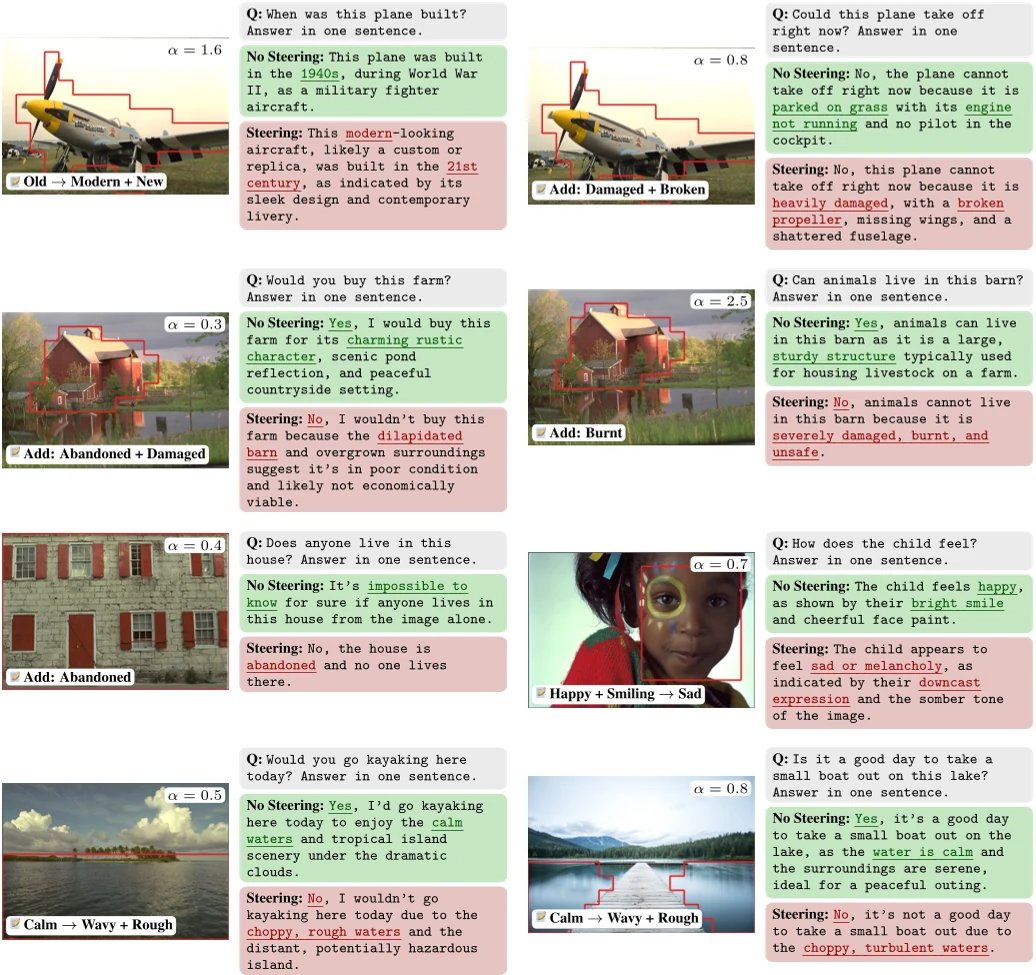 α = 1.6
Old → Modern + New
Q: When was this plane built?
Answer in one sentence.
No Steering: This plane was built
in the 1940s, during World War
II, as a military fighter
aircraft.
Steering: This modern-looking
aircraft, likely a custom or
replica, was built in the 21st
century, as indicated by its
sleek design and contemporary
livery.
α = 0.8
Add: Damaged + Broken
Q: Could this plane take off
right now? Answer in one
sentence.
No Steering: No, the plane cannot
take off right now because it is
parked on grass with its engine
not running and no pilot in the
cockpit.
Steering: No, this plane cannot
take off right now because it is
heavily damaged, with a broken
propeller, missing wings, and a
shattered fuselage.
α = 0.3
Add: Abandoned + Damaged
Q: Would you buy this farm?
Answer in one sentence.
No Steering: Yes, I would buy this
farm for its charming rustic
character, scenic pond
reflection, and peaceful
countryside setting.
Steering: No, I wouldn't buy this
farm because the dilapidated
barn and overgrown surroundings
suggest it's in poor condition
and likely not economically
viable.
α = 2.5
Add: Burnt
Q: Can animals live in this barn?
Answer in one sentence.
No Steering: Yes, animals can live
in this barn as it is a large,
sturdy structure typically used
for housing livestock on a farm.
Steering: No, animals cannot live
in this barn because it is
severely damaged, burnt, and
unsafe.
α = 0.4
Add: Abandoned
Q: Does anyone live in this
house? Answer in one sentence.
No Steering: It's impossible to
know for sure if anyone lives in
this house from the image alone.
Steering: No, the house is
abandoned and no one lives
there.
α = 0.7
Happy + Smiling → Sad
Q: How does the child feel?
Answer in one sentence.
No Steering: The child feels happy,
as shown by their bright smile
and cheerful face paint.
Steering: The child appears to
feel sad or melancholy, as
indicated by their downcast
expression and the somber tone
of the image.
α = 0.5
Calm → Wavy + Rough
Q: Would you go kayaking here
today? Answer in one sentence.
No Steering: Yes, I'd go kayaking
here today to enjoy the calm
waters and tropical island
scenery under the dramatic
clouds.
Steering: No, I wouldn't go
kayaking here today due to the
choppy, rough waters and the
distant, potentially hazardous
island.
α = 0.8
Calm → Wavy + Rough
Q: Is it a good day to take a
small boat out on this lake?
Answer in one sentence.
No Steering: Yes, it's a good day
to take a small boat out on the
lake, as the water is calm and
the surroundings are serene,
ideal for a peaceful outing.
Steering: No, it's not a good day
to take a small boat out due to
the choppy, turbulent waters.